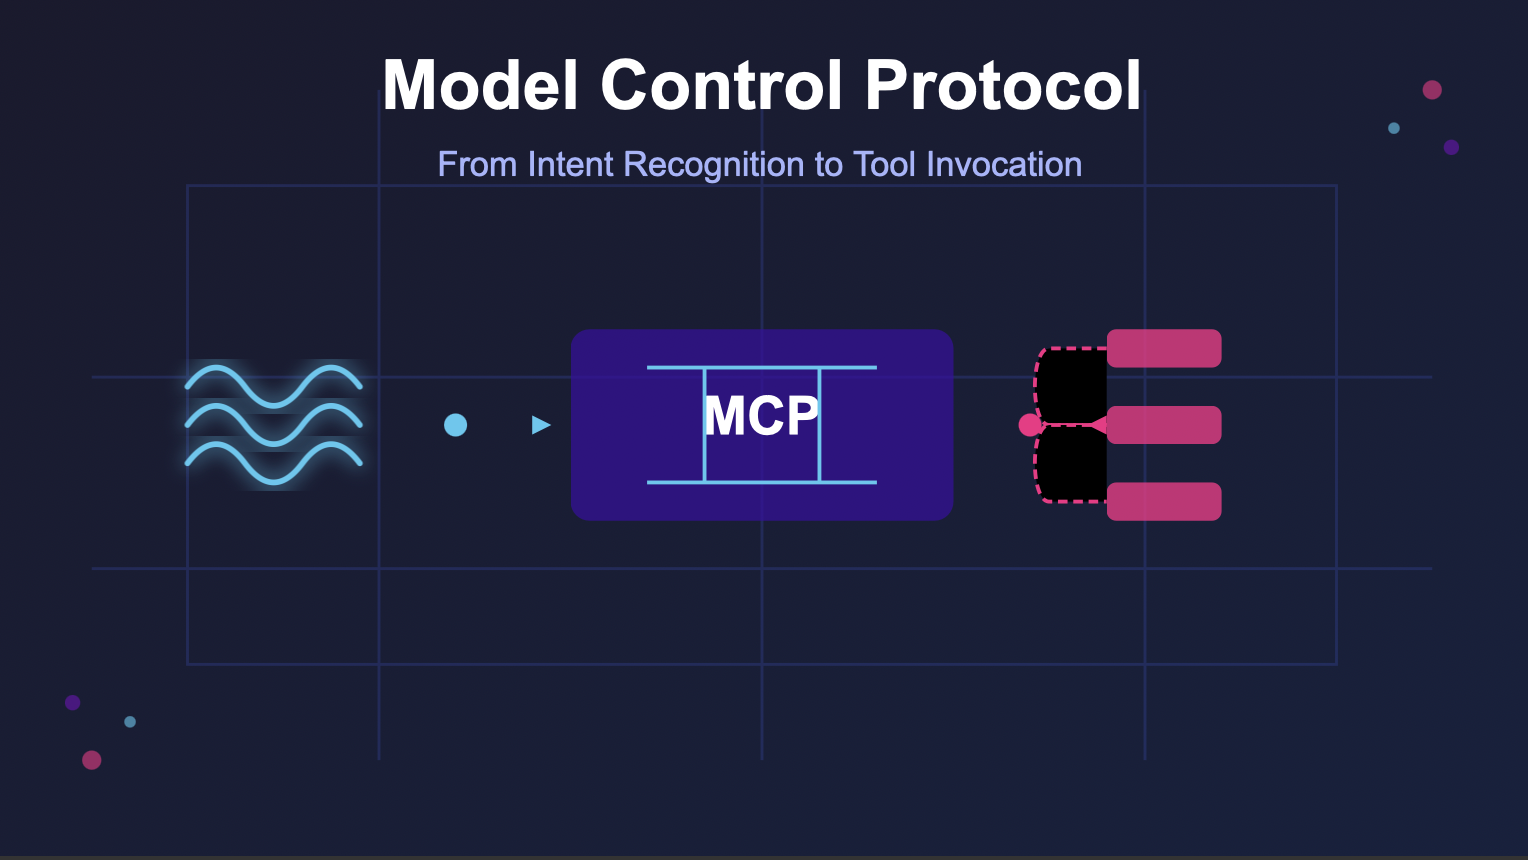 Model Control Protocol
From Intent Recognition to Tool Invocation
MCP